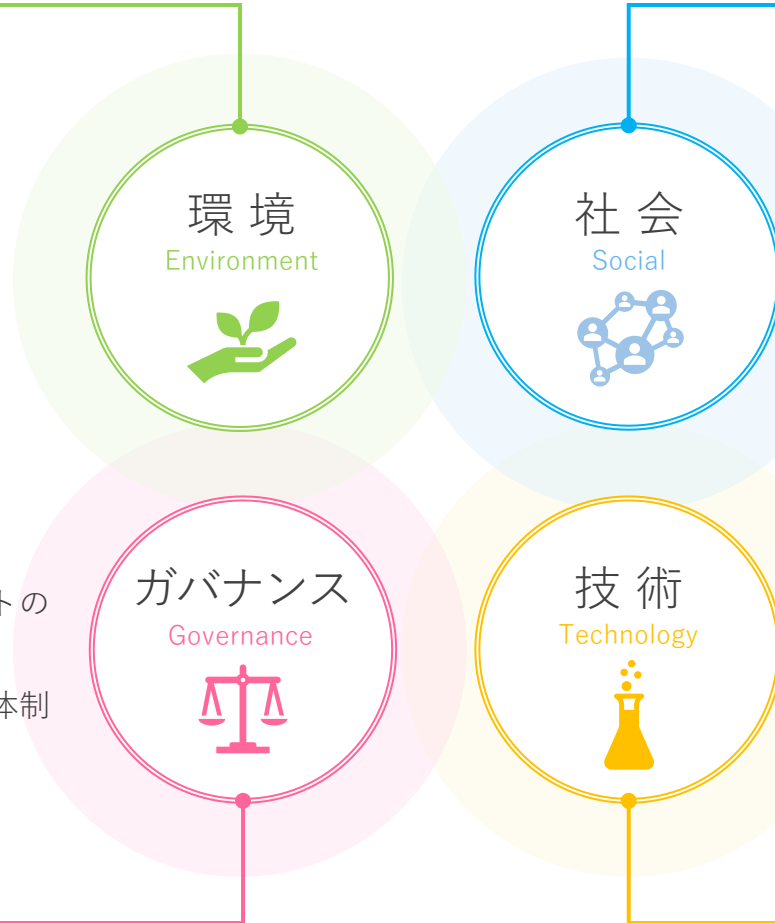 環 境
Environment
社 会
Social
ガバナンス
Governance
技 術
Technology
トの
体制